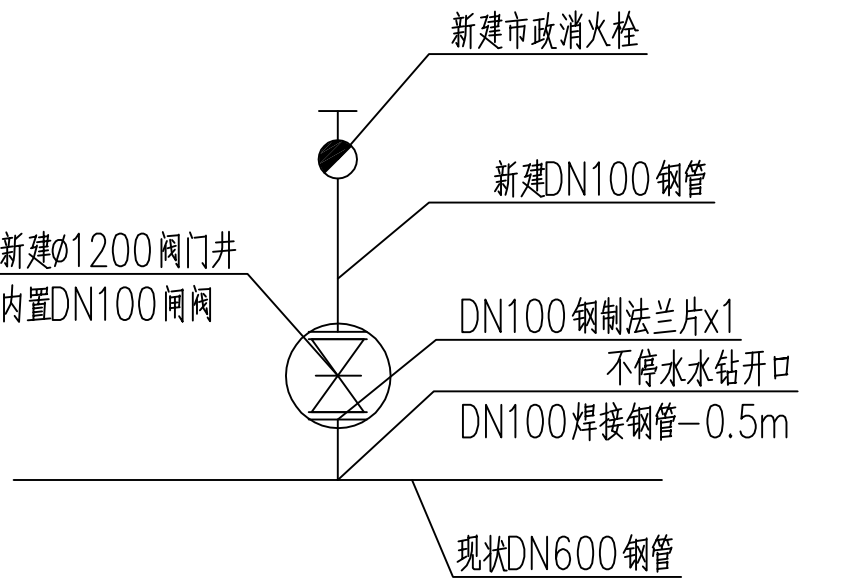 新建市政消火栓
新建DN100钢管
新建ø1200阀门井
内置DN100闸阀
DN100钢制法兰片x1
不停水水钻开口
DN100焊接钢管-0.5m
现状DN600钢管